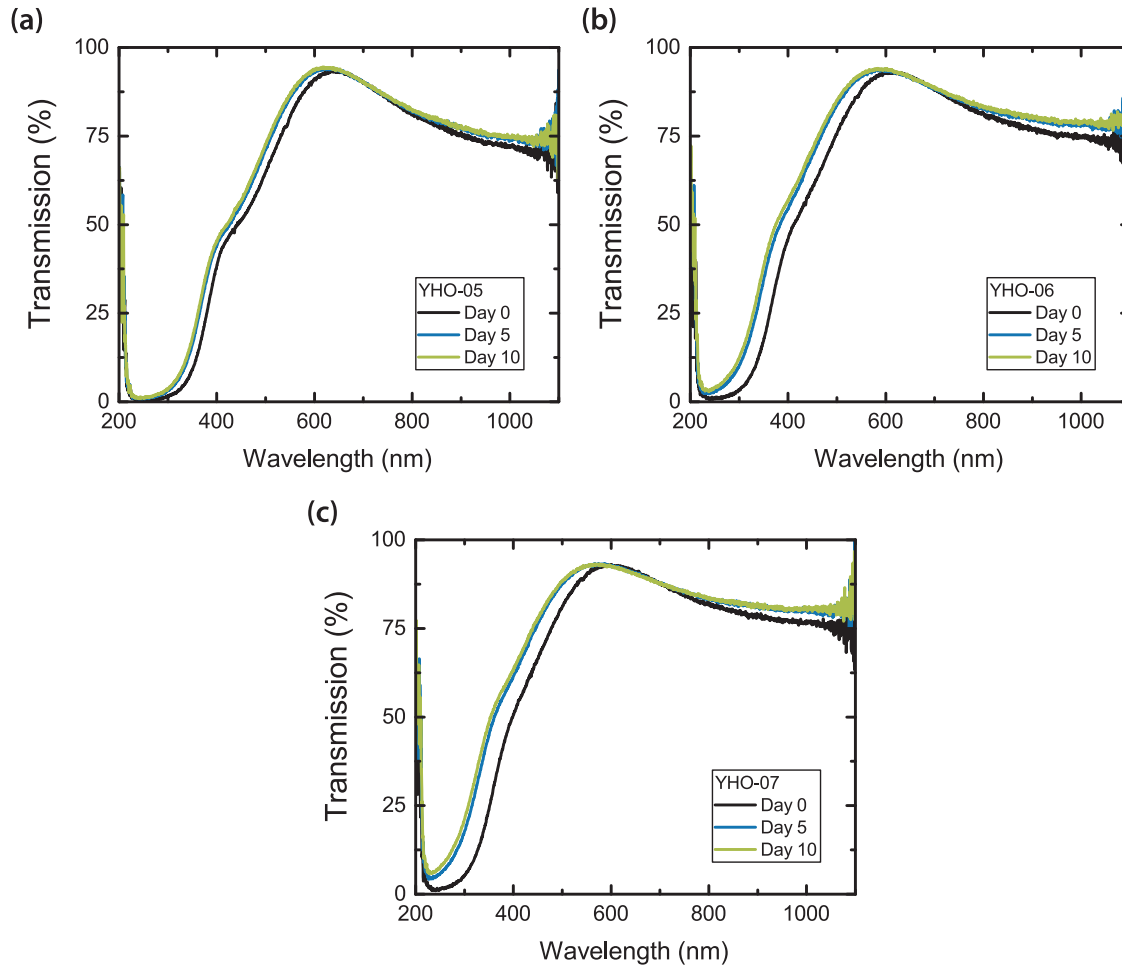 (a)
100
75
50
25
0
Transmission (%)
200 400 600 800 1000
Wavelength (nm)
YHO-05
Day 0
Day 5
Day 10
(b)
100
75
50
25
0
Transmission (%)
200 400 600 800 1000
Wavelength (nm)
YHO-06
Day 0
Day 5
Day 10
(c)
100
75
50
25
0
Transmission (%)
200 400 600 800 1000
Wavelength (nm)
YHO-07
Day 0
Day 5
Day 10